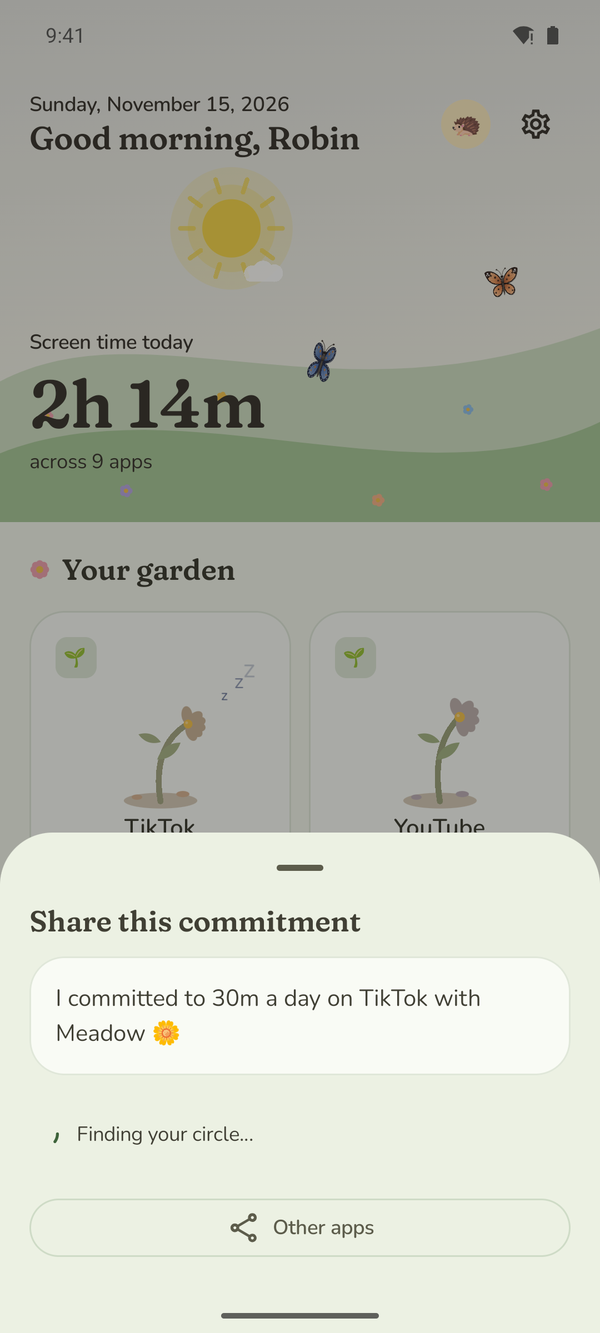 9:41
Sunday, November 15, 2026
Good morning, Robin
Screen time today
2h 14m
across 9 apps
Your garden
z z Z
TikTok
YouTube
Share this commitment
I committed to 30m a day on TikTok with
Meadow 🌼
Finding your circle...
Other apps